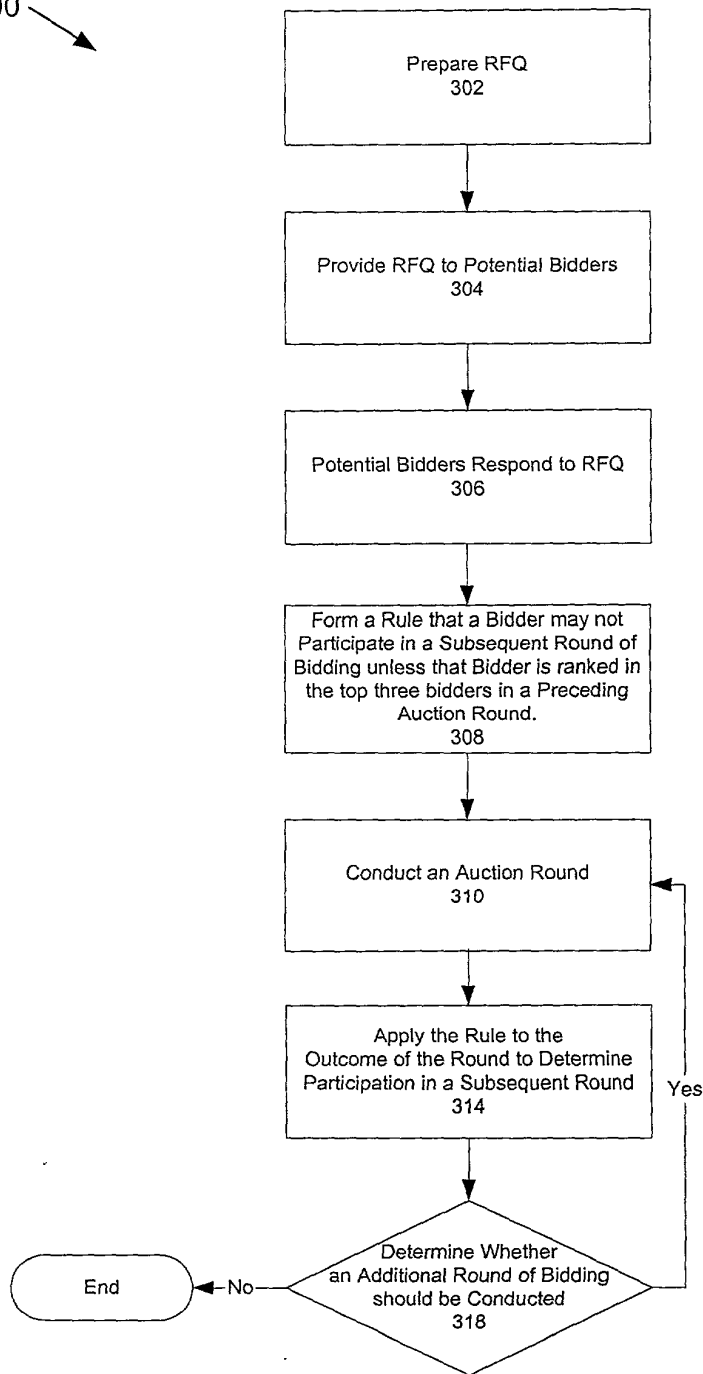 Prepare RFQ
302
Provide RFQ to Potential Bidders
304
Potential Bidders Respond to RFQ
306
Form a Rule that a Bidder may not
Participate in a Subsequent Round of
Bidding unless that Bidder is ranked in
the top three bidders in a Preceding
Auction Round.
308
Conduct an Auction Round
310
Apply the Rule to the
Outcome of the Round to Determine
Participation in a Subsequent Round
314
Yes
Determine Whether
an Additional Round of Bidding
should be Conducted
318
No
End